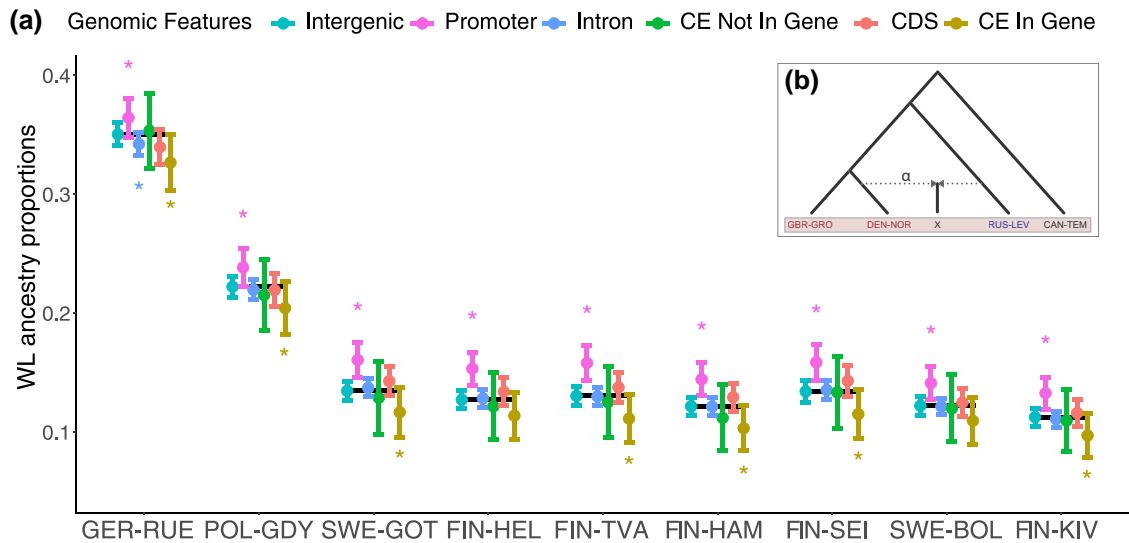 (a) Genomic Features Intergenic Promoter Intron CE Not In Gene CDS CE In Gene
WL ancestry proportions
0.4
0.3
0.2
0.1
* * *
* *
* *
*
* *
* *
* *
*
* *
GER-RUE POL-GDY SWE-GOT FIN-HEL FIN-TVA FIN-HAM FIN-SEI SWE-BOL FIN-KIV
(b)
α
GBR-GRO DEN-NOR X RUS-LEV CAN-TEM